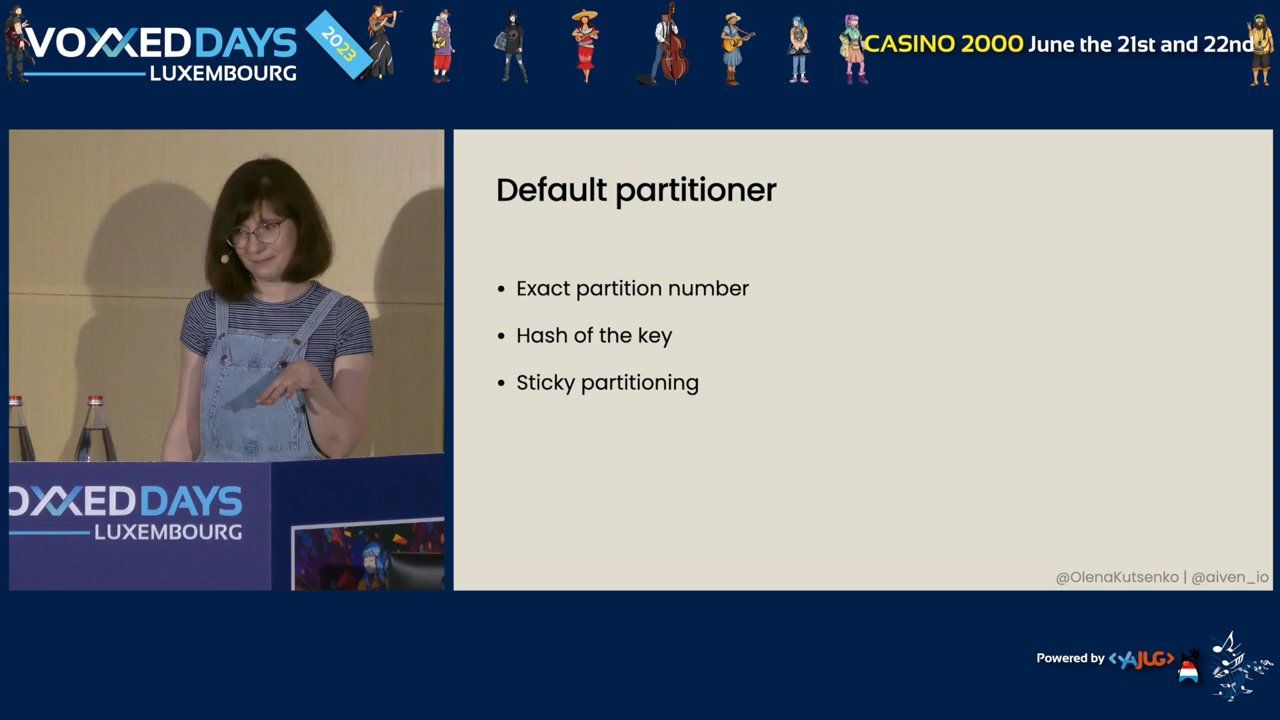 VOXXED DAYS
LUXEMBOURG
2023
CASINO 2000 June the 21st and 22nd
Default partitioner
• Exact partition number
• Hash of the key
• Sticky partitioning
@OlenaKutsenko | @aiven_io
OXXED DAYS
LUXEMBOURG
Powered by <YAJUG>